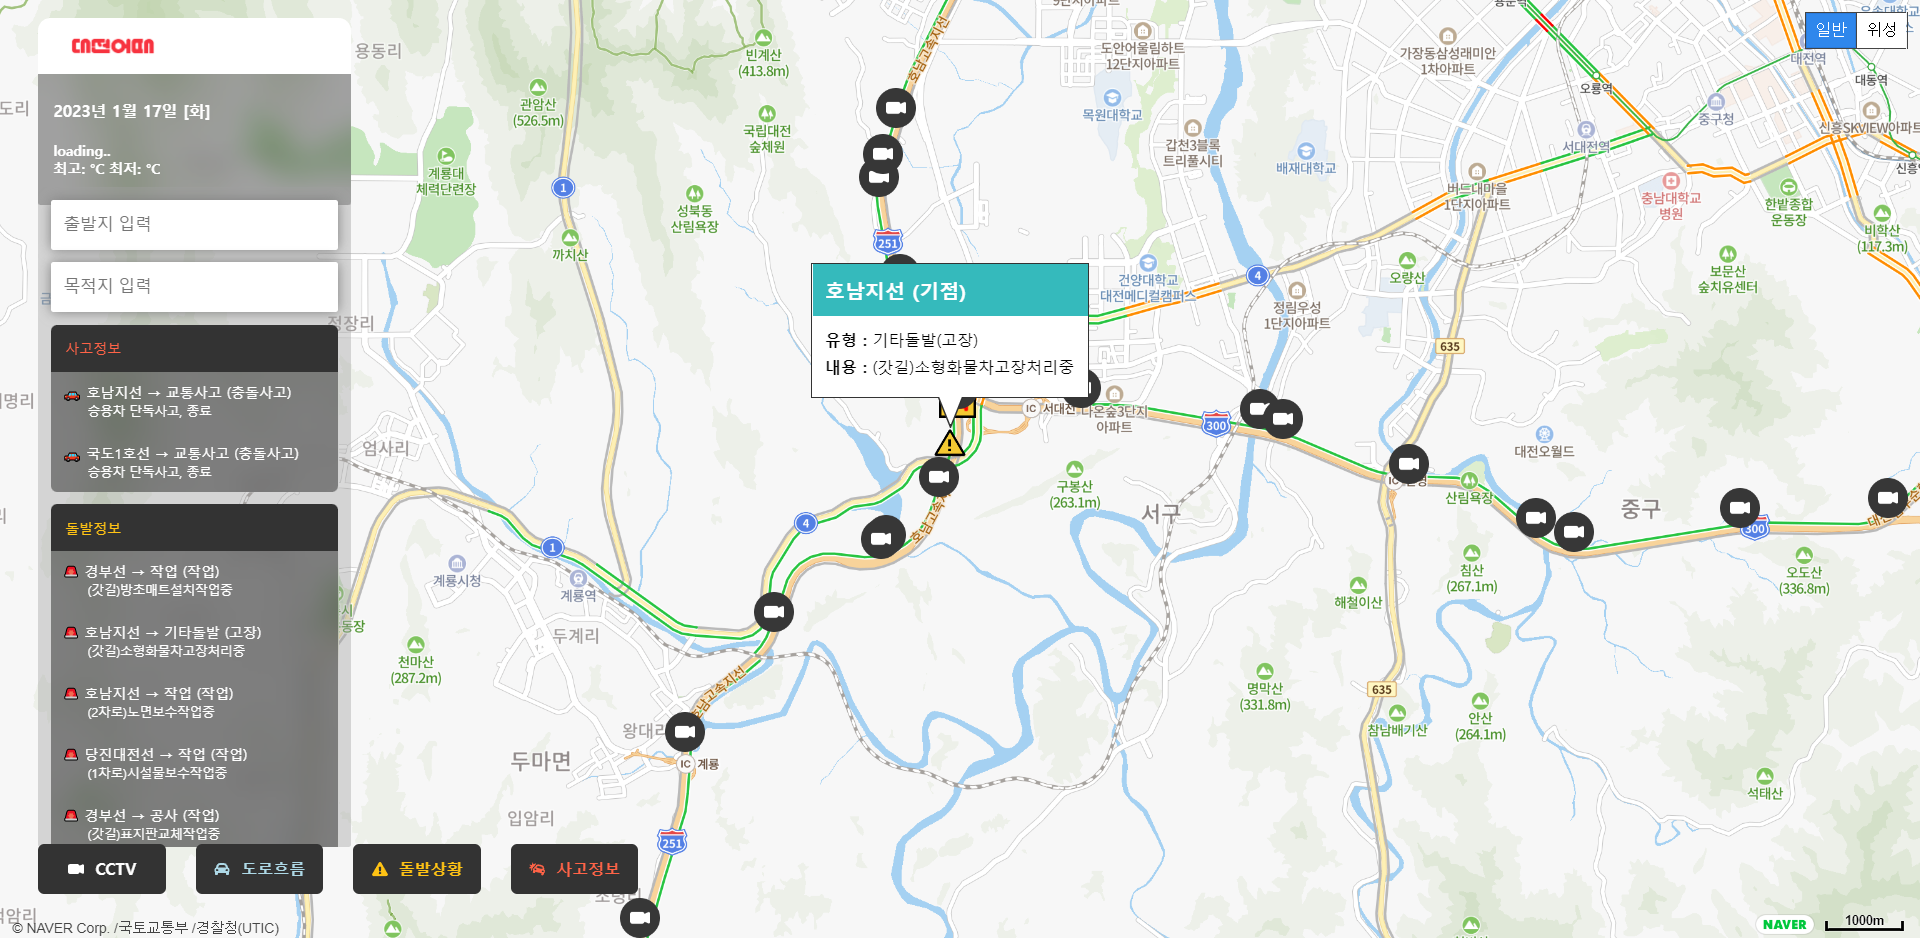 대전어때
2023년 1월 17일 [화]
loading..
최고: °C 최저: °C
출발지 입력
목적지 입력
사고정보
호남지선 → 교통사고 (충돌사고)
승용차 단독사고, 종료
국도1호선 → 교통사고 (충돌사고)
승용차 단독사고, 종료
돌발정보
경부선 → 작업 (작업)
(갓길)방초매트설치작업중
호남지선 → 기타돌발 (고장)
(갓길)소형화물차고장처리중
호남지선 → 작업 (작업)
(2차로)노면보수작업중
당진대전선 → 작업 (작업)
(1차로)시설물보수작업중
경부선 → 공사 (작업)
(갓길)표지판교체작업중
CCTV
도로흐름
돌발상황
사고정보
© NAVER Corp. /국토교통부 /경찰청(UTIC)
호남지선 (기점)
유형 : 기타돌발(고장)
내용 : (갓길)소형화물차고장처리중
일반
위성
용동리
빈계산
(413.8m)
관암산
(526.5m)
국립대전
숲체원
계룡대
체력단련장
성북동
산림욕장
까치산
정장리
엄사리
계룡시청
계룡역
두계리
천마산
(287.2m)
왕대리
두마면
입암리
IC 계룡
251
1
1
4
251
호남고속지선
호남고속지선
도안어울림하트
12단지아파트
목원대학교
갑천3블록
트리풀시티
가장동삼성래미안
1차아파트
배재대학교
버드내마을
1단지아파트
오룡역
서대전역
중구청
대전역
대동역
신흥SKVIEW아파트
충남대학교
병원
한밭종합
운동장
비학산
(117.3m)
보문산
숲치유센터
오량산
건양대학교
대전메디컬캠퍼스
정림우성
1단지아파트
4
635
IC 서대전
다온숲3단지
아파트
300
대전오월드
산림욕장
구봉산
(263.1m)
서구
중구
300
침산
(267.1m)
오도산
(336.8m)
해철이산
명막산
(331.8m)
635
참남배기산
안산
(264.1m)
석태산
NAVER
1000m